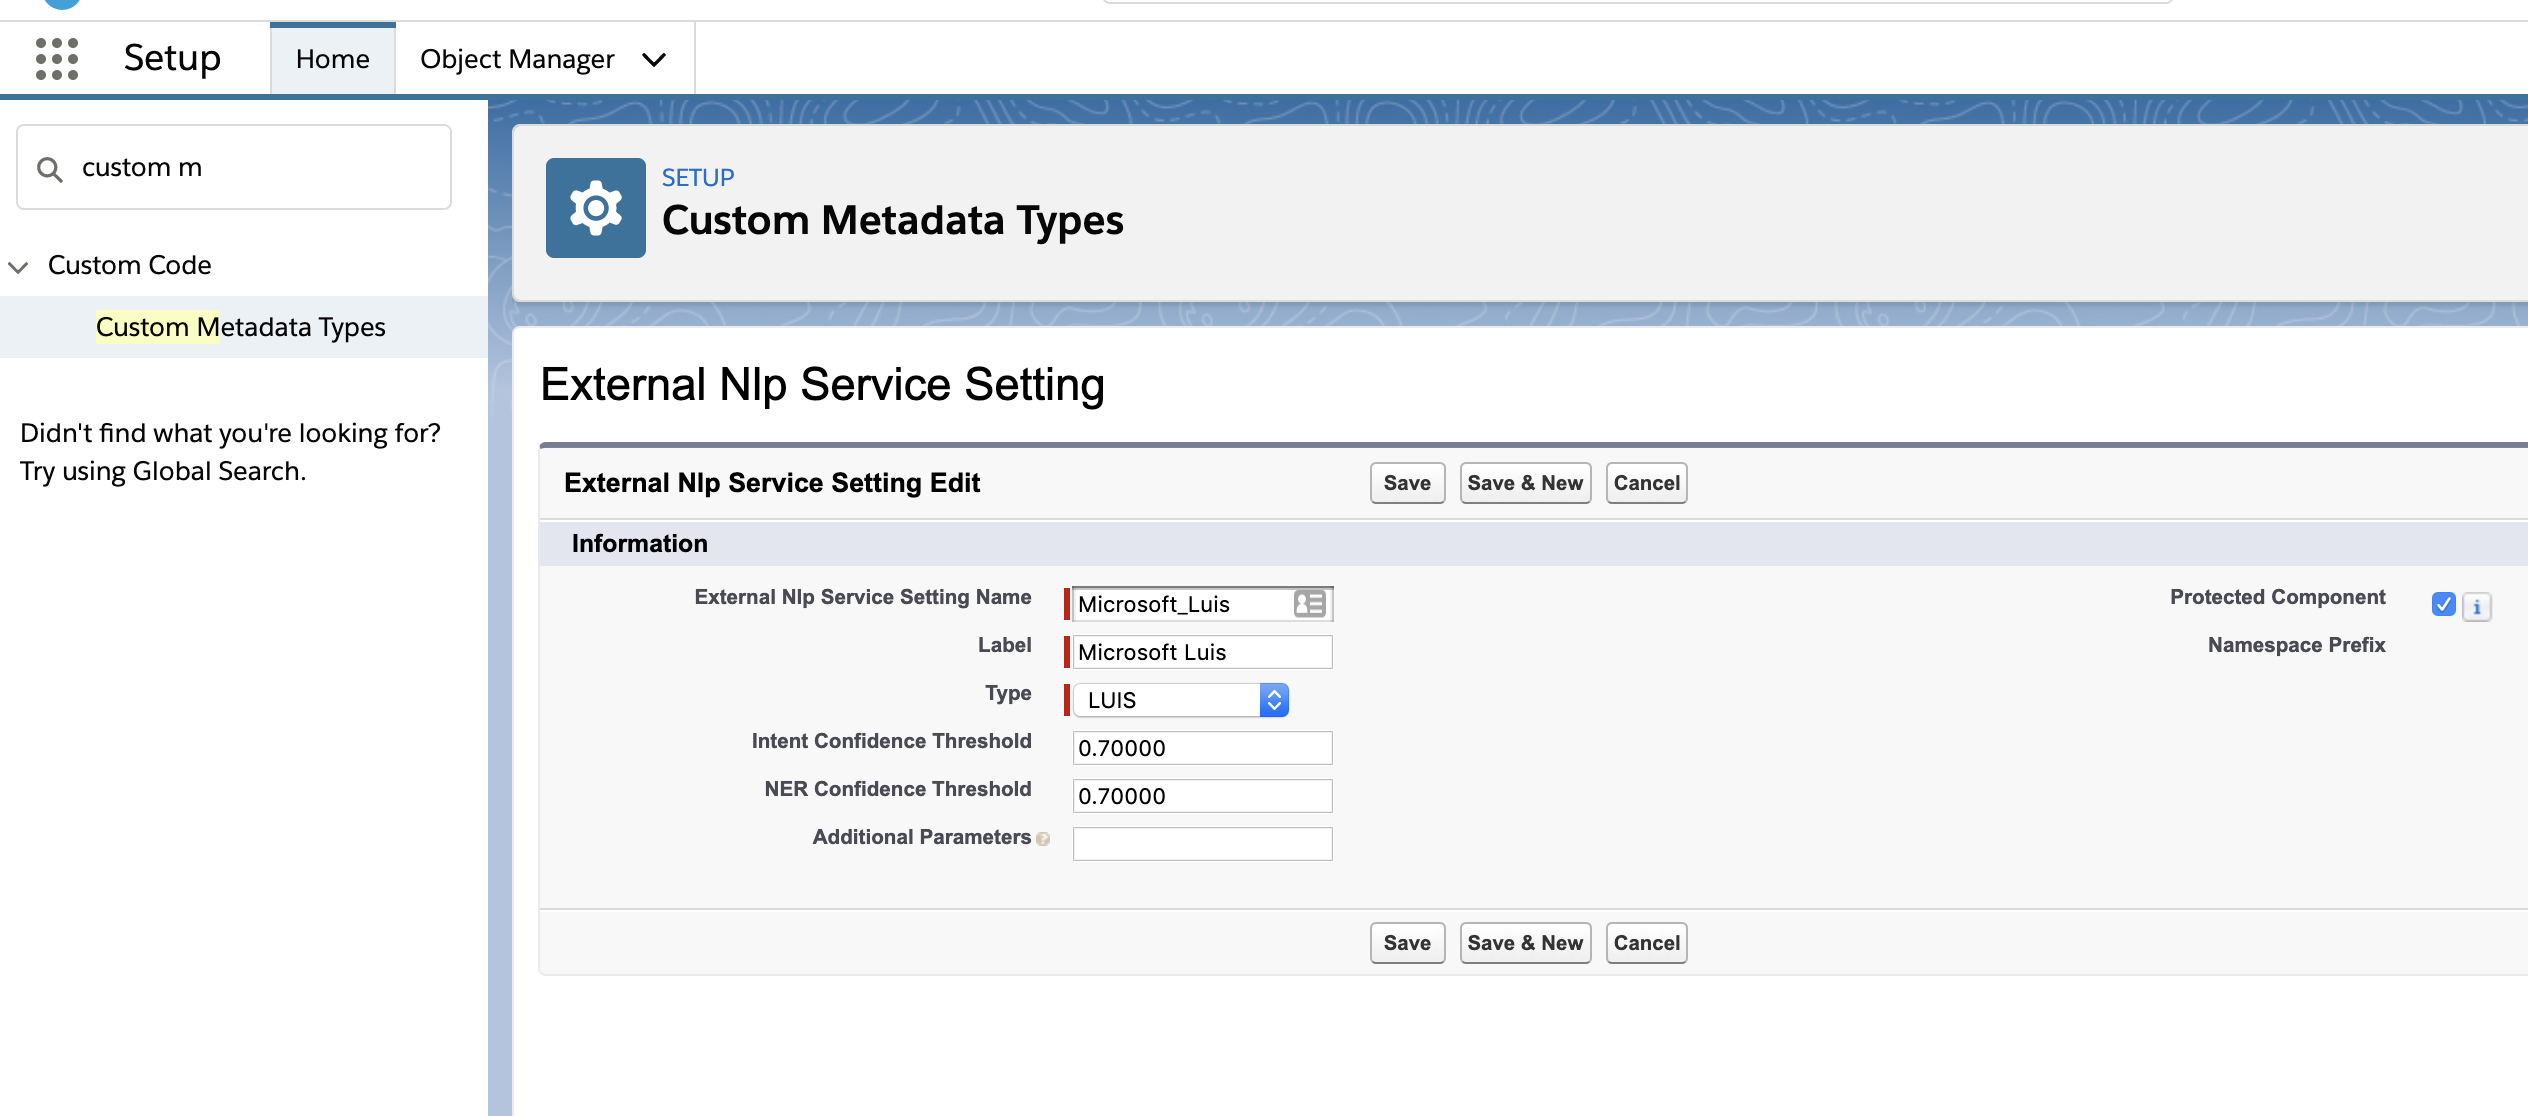 Setup
Home
Object Manager
custom m
Custom Code
Custom Metadata Types
Didn't find what you're looking for?
Try using Global Search.
SETUP
Custom Metadata Types
External Nlp Service Setting
External Nlp Service Setting Edit
Save
Save & New
Cancel
Information
External Nlp Service Setting Name
Microsoft_Luis
Protected Component
i
Label
Microsoft Luis
Namespace Prefix
Type
LUIS
Intent Confidence Threshold
0.70000
NER Confidence Threshold
0.70000
Additional Parameters ?
Save
Save & New
Cancel